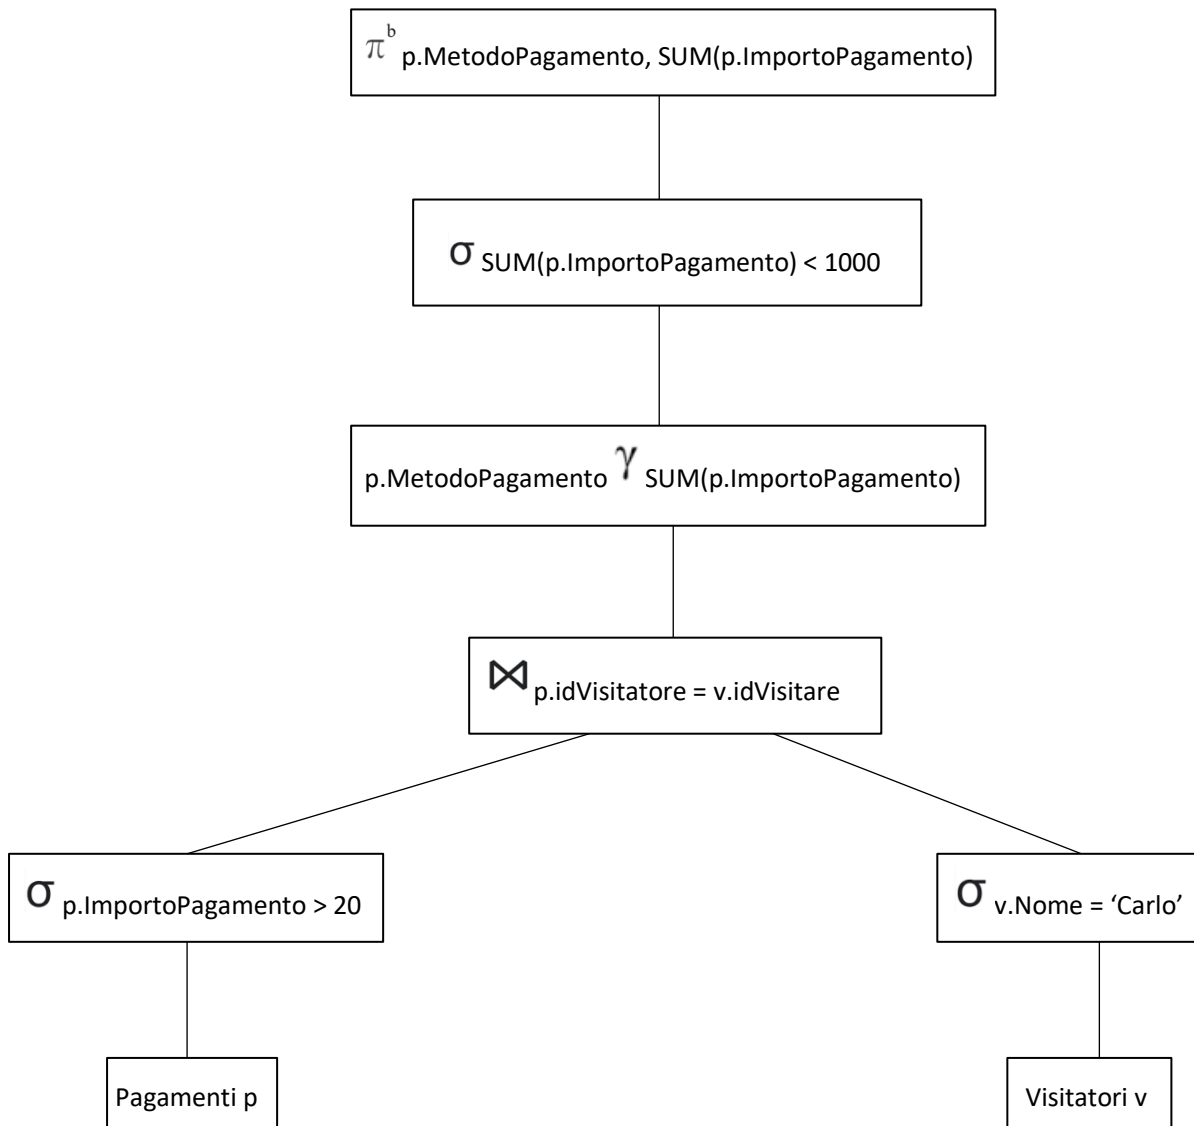 π^b p.MetodoPagamento, SUM(p.ImportoPagamento)
σ SUM(p.ImportoPagamento) < 1000
p.MetodoPagamento γ SUM(p.ImportoPagamento)
⋈ p.idVisitatore = v.idVisitare
σ p.ImportoPagamento > 20
σ v.Nome = ‘Carlo’
Pagamenti p
Visitatori v